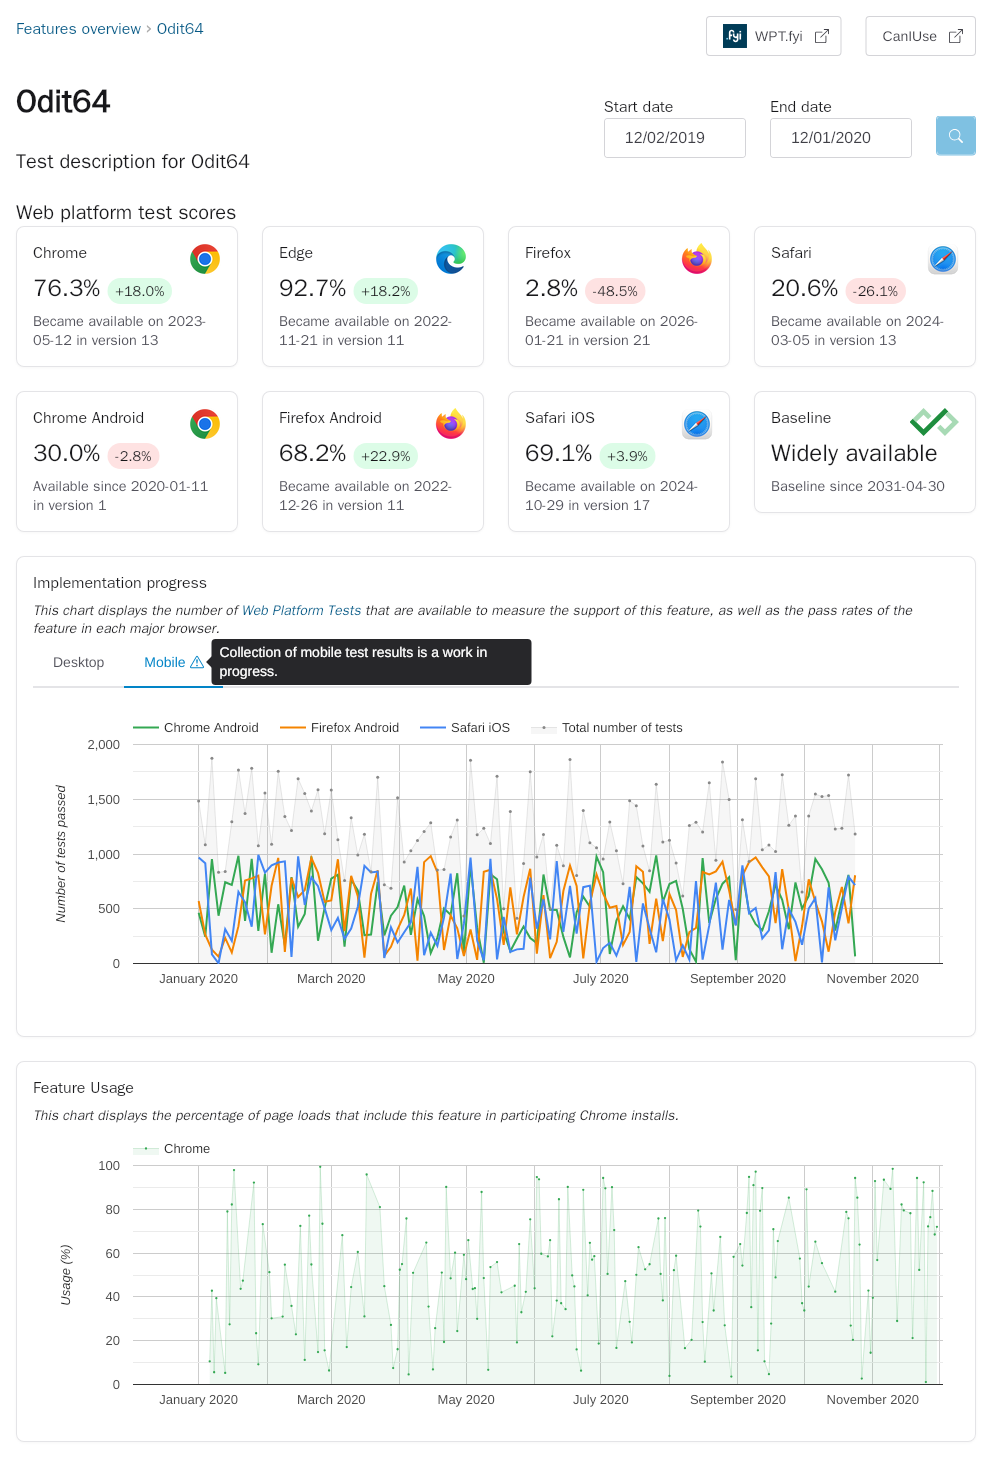 Features overview › Odit64
.fyi WPT.fyi
CanIUse
Odit64
Start date
End date
12/02/2019
12/01/2020
Test description for Odit64
Web platform test scores
Chrome
76.3% +18.0%
Became available on 2023-
05-12 in version 13
Edge
92.7% +18.2%
Became available on 2022-
11-21 in version 11
Firefox
2.8% -48.5%
Became available on 2026-
01-21 in version 21
Safari
20.6% -26.1%
Became available on 2024-
03-05 in version 13
Chrome Android
30.0% -2.8%
Available since 2020-01-11
in version 1
Firefox Android
68.2% +22.9%
Became available on 2022-
12-26 in version 11
Safari iOS
69.1% +3.9%
Became available on 2024-
10-29 in version 17
Baseline
Widely available
Baseline since 2031-04-30
Implementation progress
This chart displays the number of Web Platform Tests that are available to measure the support of this feature, as well as the pass rates of the
feature in each major browser.
Desktop
Mobile
Collection of mobile test results is a work in
progress.
Chrome Android
Firefox Android
Safari iOS
Total number of tests
Number of tests passed
2,000
1,500
1,000
500
0
January 2020
March 2020
May 2020
July 2020
September 2020
November 2020
Feature Usage
This chart displays the percentage of page loads that include this feature in participating Chrome installs.
Chrome
Usage (%)
100
80
60
40
20
0
January 2020
March 2020
May 2020
July 2020
September 2020
November 2020